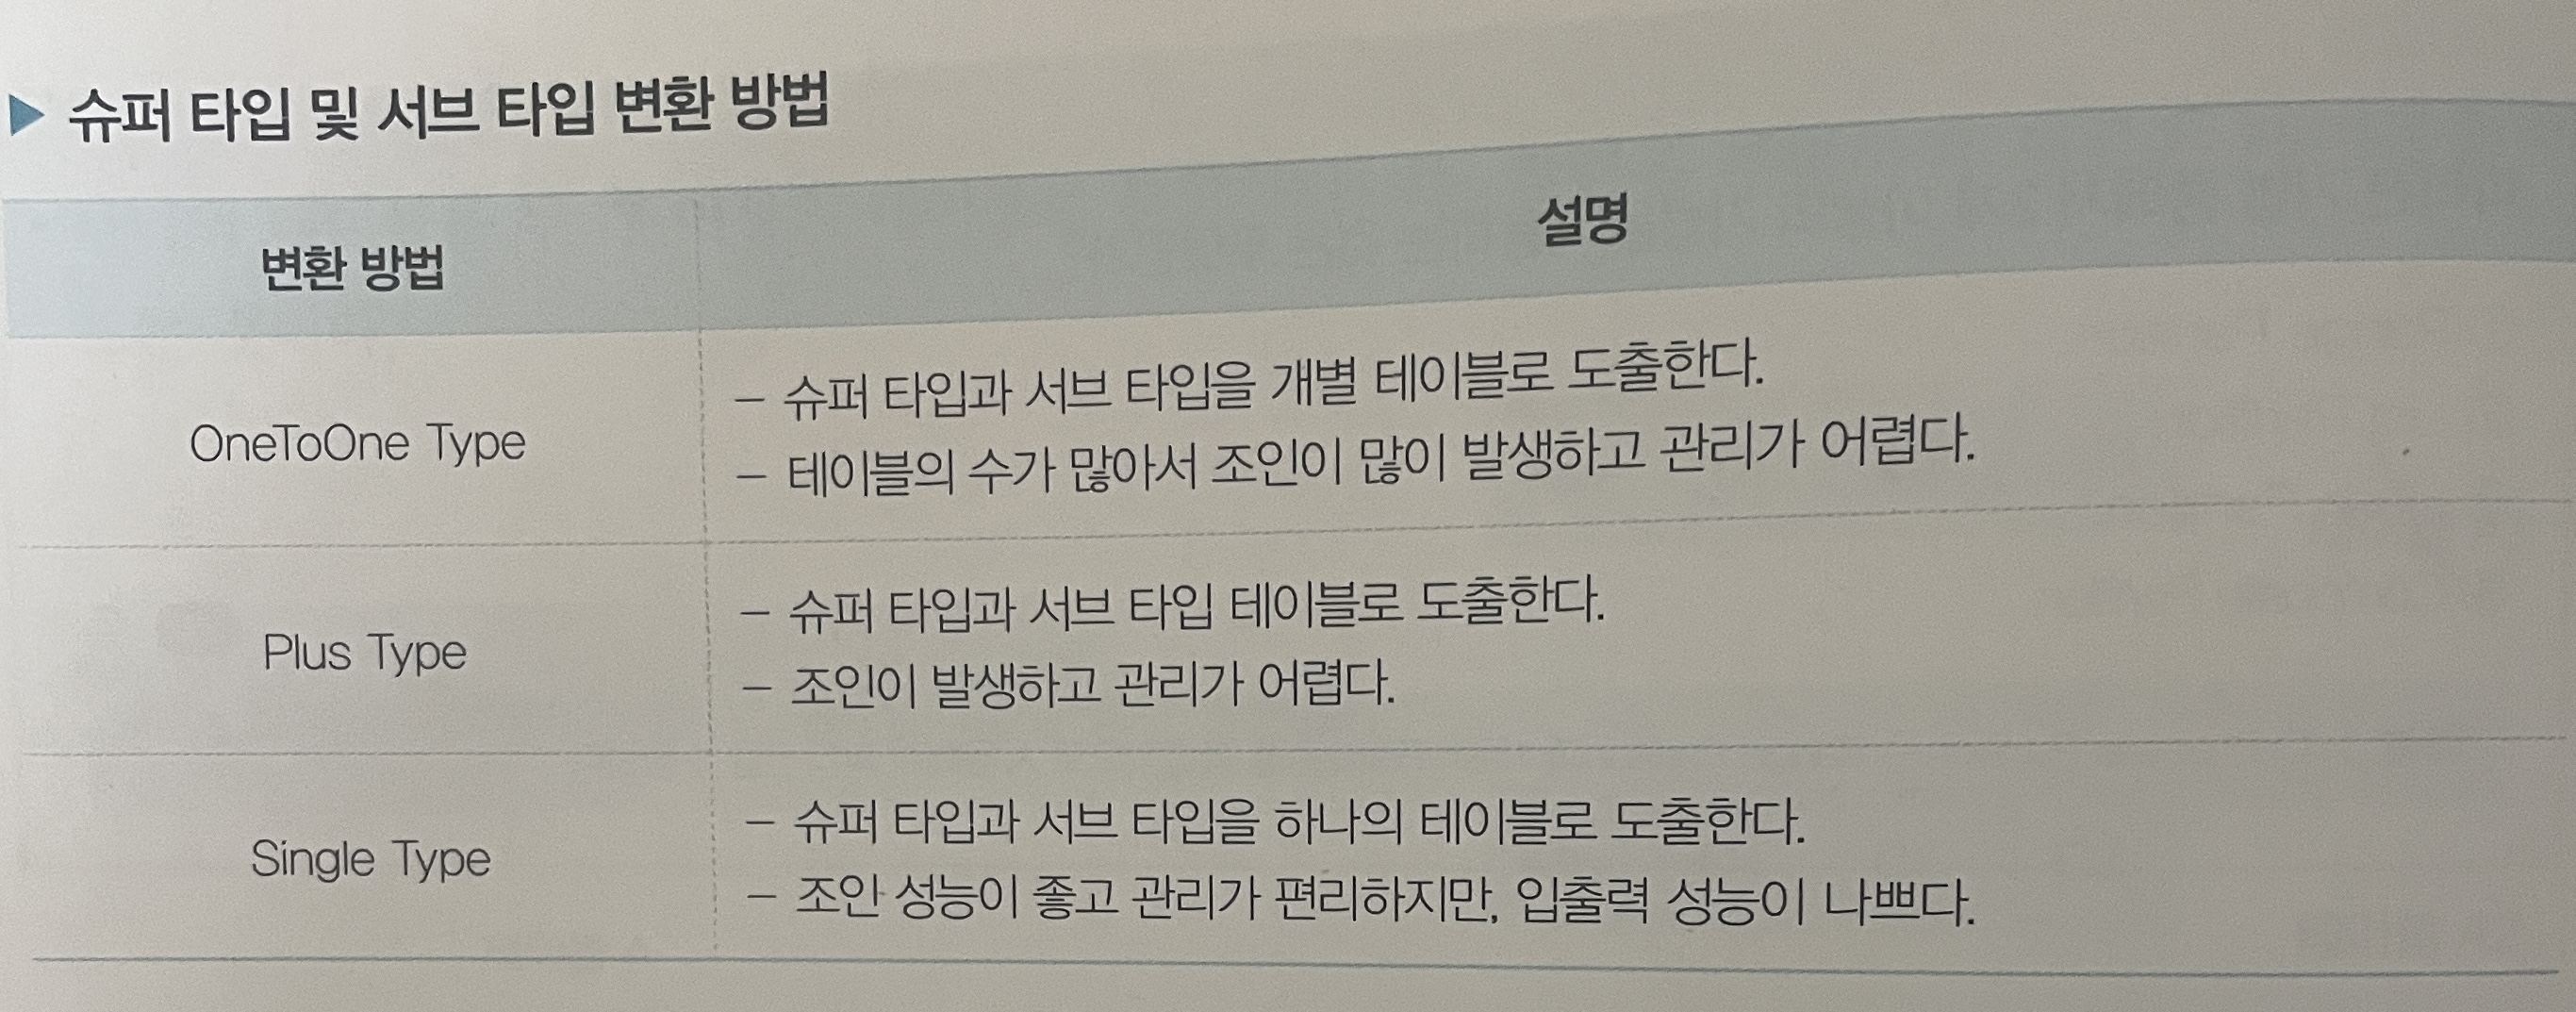 ▶ 슈퍼 타입 및 서브 타입 변환 방법
변환 방법
설명
OneToOne Type
– 슈퍼 타입과 서브 타입을 개별 테이블로 도출한다.
– 테이블의 수가 많아서 조인이 많이 발생하고 관리가 어렵다.
Plus Type
– 슈퍼 타입과 서브 타입 테이블로 도출한다.
– 조인이 발생하고 관리가 어렵다.
Single Type
– 슈퍼 타입과 서브 타입을 하나의 테이블로 도출한다.
– 조안 성능이 좋고 관리가 편리하지만, 입출력 성능이 나쁘다.